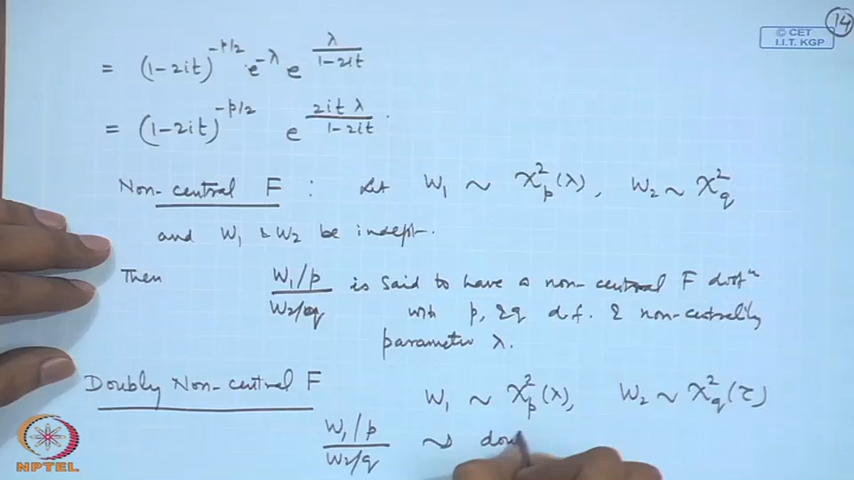 14
© CET
I.I.T. KGP
= (1-2it)^{-p/2} e^{-λ} e^{λ/(1-2it)}
= (1-2it)^{-p/2} e^{2itλ/(1-2it)}.
Non-central F : Let W₁ ~ χ²_p(λ), W₂ ~ χ²_q
and W₁ & W₂ be indept.
Then (W₁/p)/(W₂/q) is said to have a non-central F distⁿ
with p, & q d.f. & non-centrality
parameter λ.
Doubly Non-central F W₁ ~ χ²_p(λ), W₂ ~ χ²_q(τ)
(W₁/p)/(W₂/q) ~ dou
NPTEL